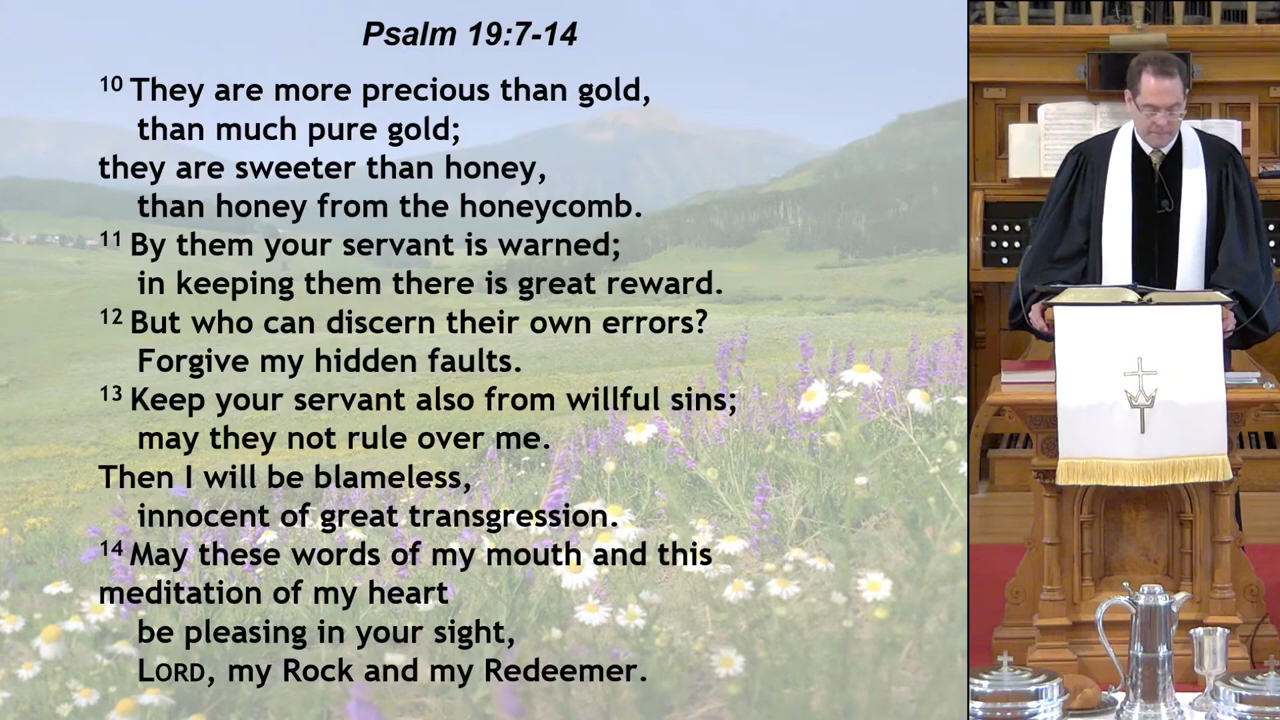 Psalm 19:7-14
10 They are more precious than gold,
than much pure gold;
they are sweeter than honey,
than honey from the honeycomb.
11 By them your servant is warned;
in keeping them there is great reward.
12 But who can discern their own errors?
Forgive my hidden faults.
13 Keep your servant also from willful sins;
may they not rule over me.
Then I will be blameless,
innocent of great transgression.
14 May these words of my mouth and this
meditation of my heart
be pleasing in your sight,
LORD, my Rock and my Redeemer.